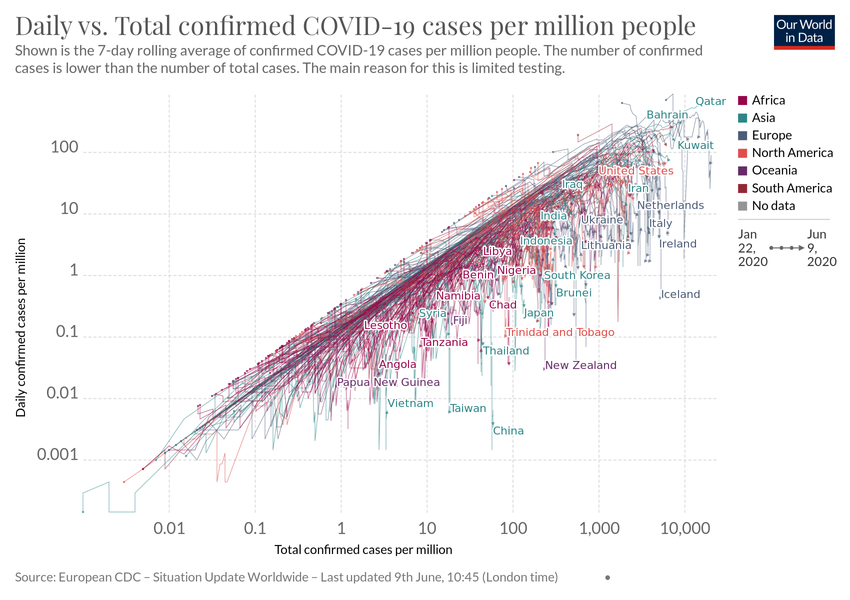 Daily vs. Total confirmed COVID-19 cases per million people
Our World
in Data
Shown is the 7-day rolling average of confirmed COVID-19 cases per million people. The number of confirmed
cases is lower than the number of total cases. The main reason for this is limited testing.
Qatar
Africa
Bahrain
Asia
Kuwait
Europe
100
North America
United States
Oceania
Iraq
Iran
South America
Netherlands
No data
10
India
Ukraine
Italy
Jan
22,
2020
Jun
9,
2020
Indonesia
Lithuania
Ireland
Libya
1
Benin
Nigeria
South Korea
Namibia
Brunei
Iceland
Chad
Syria
Fiji
Japan
Lesotho
0.1
Trinidad and Tobago
Tanzania
Thailand
Angola
New Zealand
Papua New Guinea
0.01
Vietnam
Taiwan
China
0.001
Daily confirmed cases per million
0.01
0.1
1
10
100
1,000
10,000
Total confirmed cases per million
Source: European CDC – Situation Update Worldwide – Last updated 9th June, 10:45 (London time)